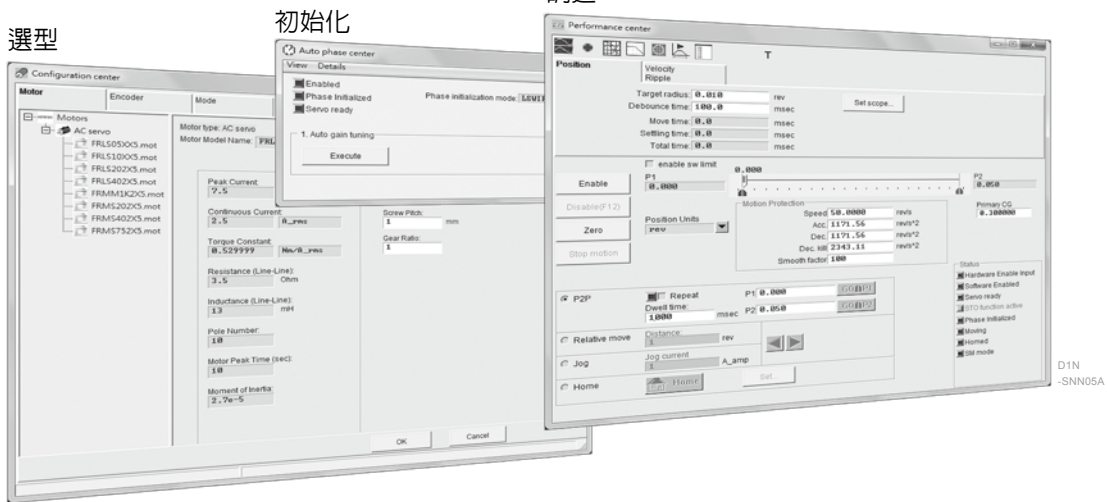 選型
Configuration center
Motor
Encoder
Mode
Motors
AC servo
FRLS05XX5.mot
FRLS10XX5.mot
FRLS202X5.mot
FRLS402X5.mot
FRMM1K2X5.mot
FRMS202X5.mot
FRMS402X5.mot
FRMS752X5.mot
Motor type: AC servo
Motor Model Name:
Peak Current:
7.5
Continuous Current:
2.5 A_rms
Torque Constant:
0.529999 Nm/A_rms
Resistance (Line-Line):
3.5 Ohm
Inductance (Line-Line):
13 mH
Pole Number:
10
Motor Peak Time (sec):
10
Moment of Inertia:
2.7e-5
Screw Pitch:
1 mm
Gear Ratio:
1
OK
Cancel
初始化
Auto phase center
View Details
Enabled
Phase Initialized
Servo ready
Phase initialization mode:
1. Auto gain tuning
Execute
Performance center
T
Position
Velocity Ripple
Target radius: 0.010 rev
Debounce time: 100.0 msec
Move time: 0.0 msec
Settling time: 0.0 msec
Total time: 0.0 msec
Set scope...
Enable
Disable(F12)
Zero
Stop motion
enable sw limit
P1
0.000
0.000
P2
0.050
Position Units
rev
Motion Protection
Speed 50.0000 rev/s
Acc. 1171.56 rev/s^2
Dec. 1171.56 rev/s^2
Dec. kill 2343.11 rev/s^2
Smooth factor 100
Primary CG
0.300000
P2P
Repeat
Dwell time:
1000 msec
P1 0.000 GO P1
P2 0.050 GO P2
Relative move
Distance:
1 rev
Jog
Jog current
1 A_amp
Home
Home
Set...
Status
Hardware Enable Input
Software Enabled
Servo ready
STO function active
Phase Initialized
Moving
Homed
SM mode
D1N
-SNN05A